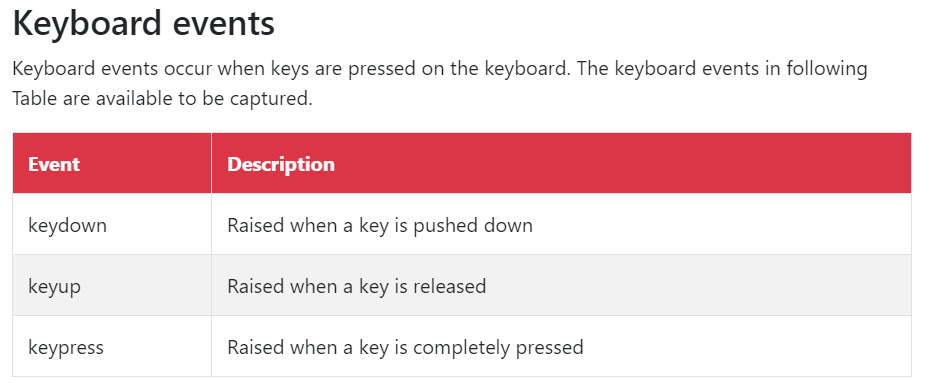 Keyboard events
Keyboard events occur when keys are pressed on the keyboard. The keyboard events in following
Table are available to be captured.
Event Description
keydown Raised when a key is pushed down
keyup Raised when a key is released
keypress Raised when a key is completely pressed